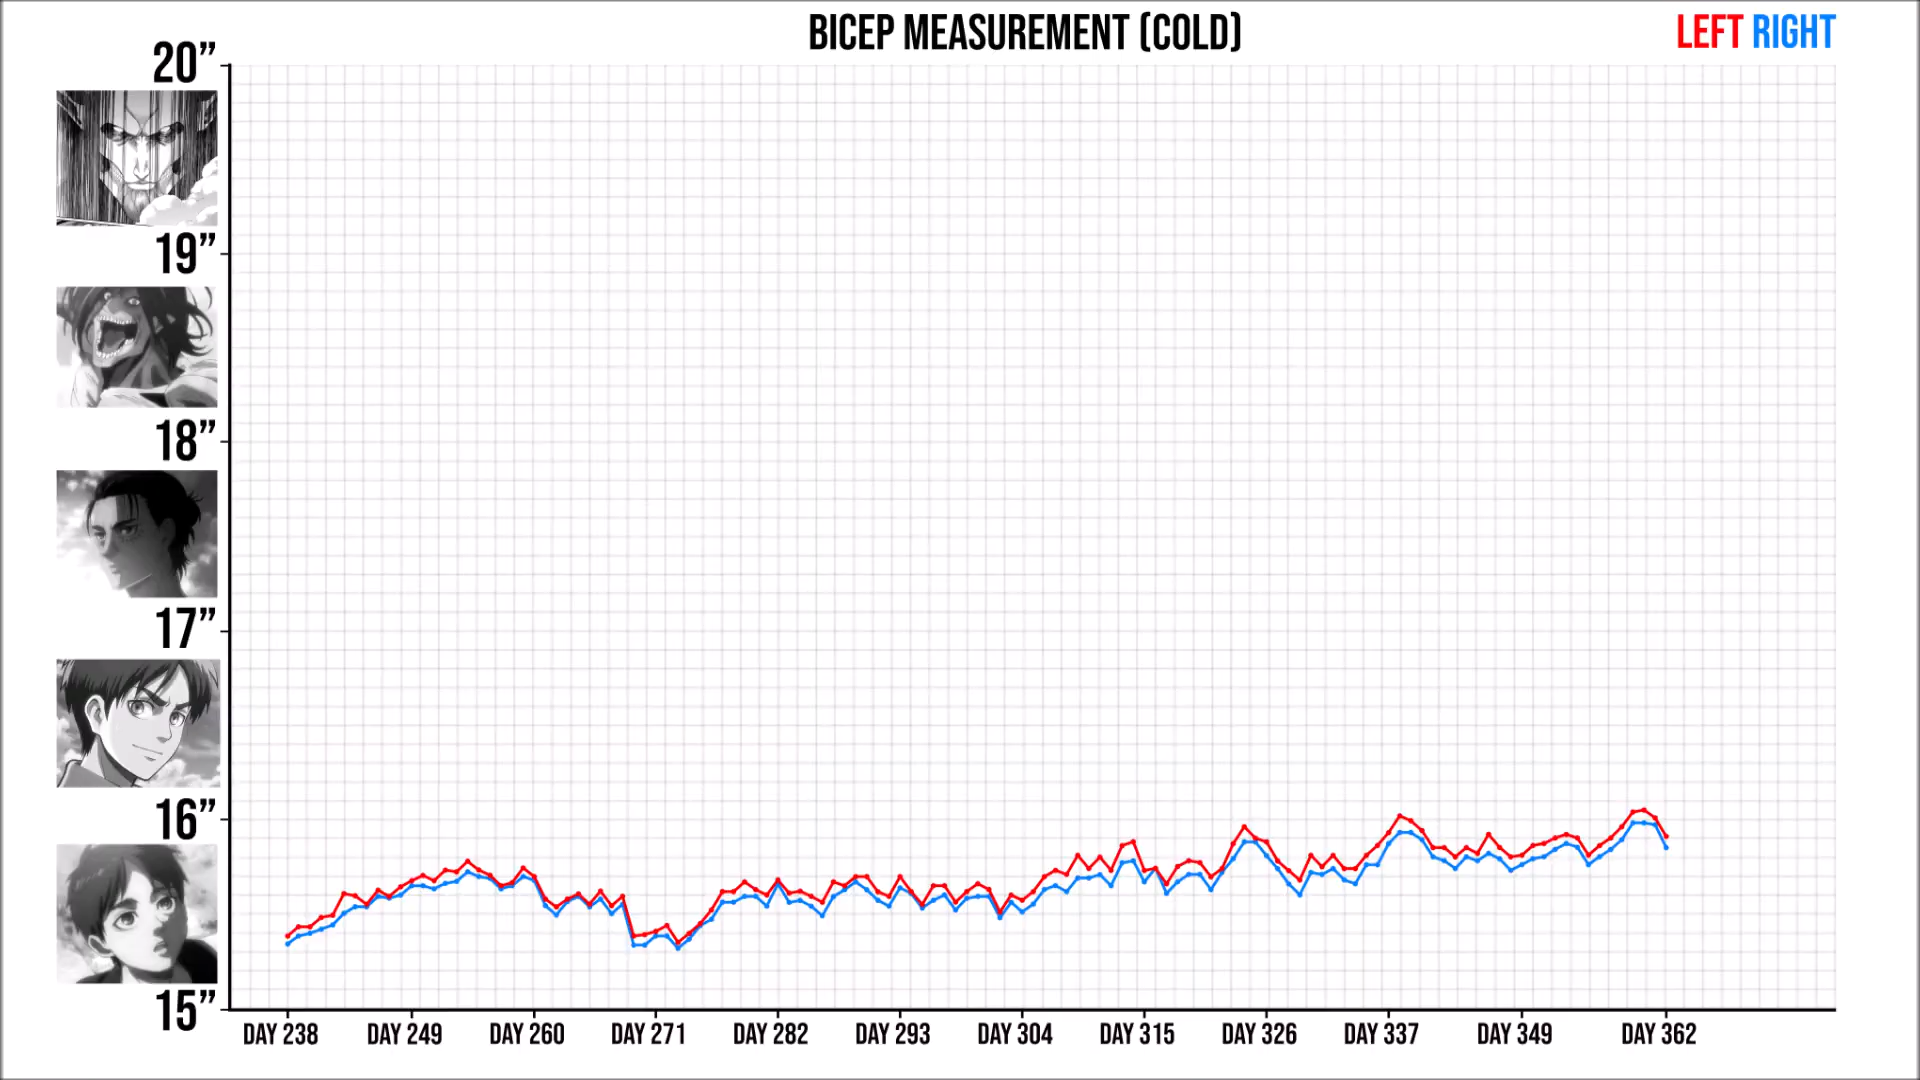 BICEP MEASUREMENT (COLD)
LEFT RIGHT
20”
19”
18”
17”
16”
15”
DAY 238 DAY 249 DAY 260 DAY 271 DAY 282 DAY 293 DAY 304 DAY 315 DAY 326 DAY 337 DAY 349 DAY 362